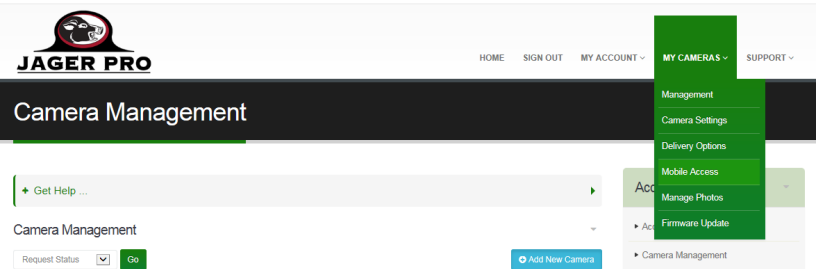 JAGER PRO
HOME SIGN OUT MY ACCOUNT MY CAMERAS SUPPORT
Management
Camera Settings
Delivery Options
Mobile Access
Manage Photos
Firmware Update
Camera Management
+ Get Help ...
Camera Management
Request Status Go Add New Camera
Camera Management